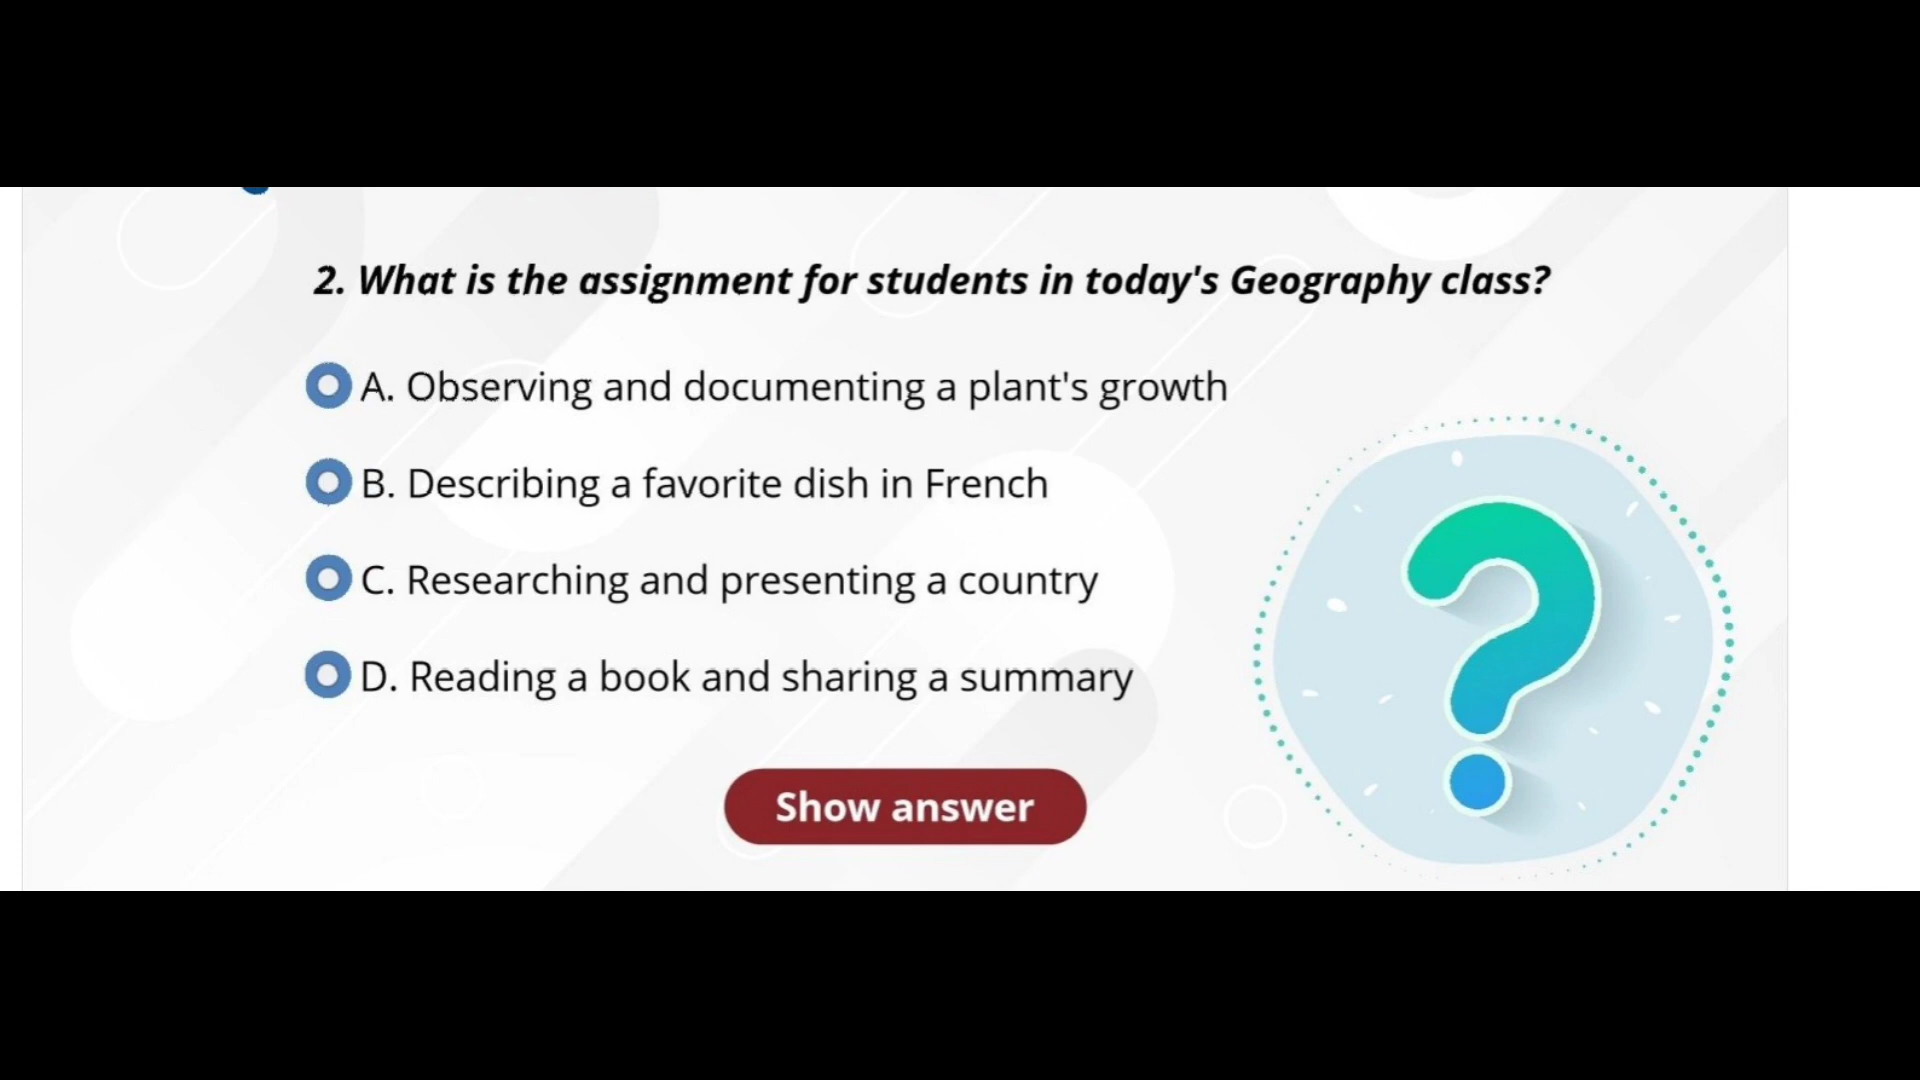 2. What is the assignment for students in today's Geography class?
A. Observing and documenting a plant's growth
B. Describing a favorite dish in French
C. Researching and presenting a country
D. Reading a book and sharing a summary
Show answer